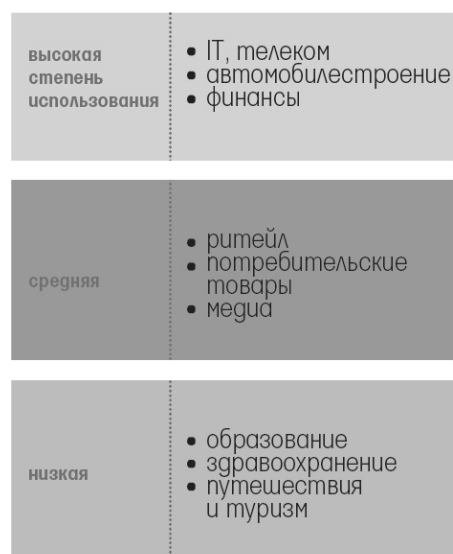 высокая
степень
использования
• IT, телеком
• автомобилестроение
• финансы
средняя
• ритейл
• потребительские
товары
• медиа
низкая
• образование
• здравоохранение
• путешествия
и туризм